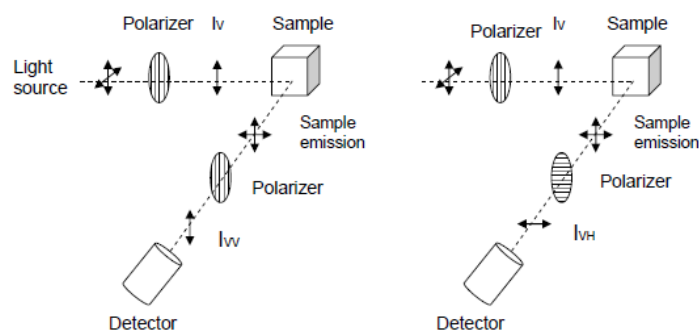 Polarizer
Iv
Sample
Light
source
Sample
emission
Polarizer
Ivv
Detector
Polarizer
Iv
Sample
Sample
emission
Polarizer
IVH
Detector